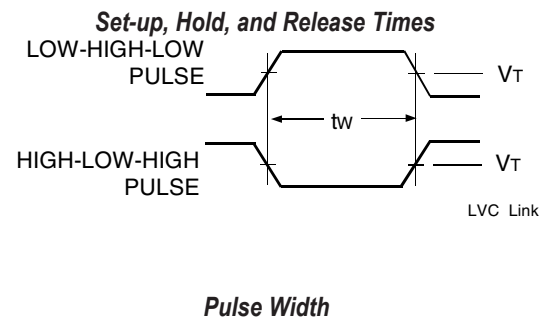 Set-up, Hold, and Release Times
LOW-HIGH-LOW
PULSE
VT
tw
HIGH-LOW-HIGH
PULSE
VT
LVC Link
Pulse Width